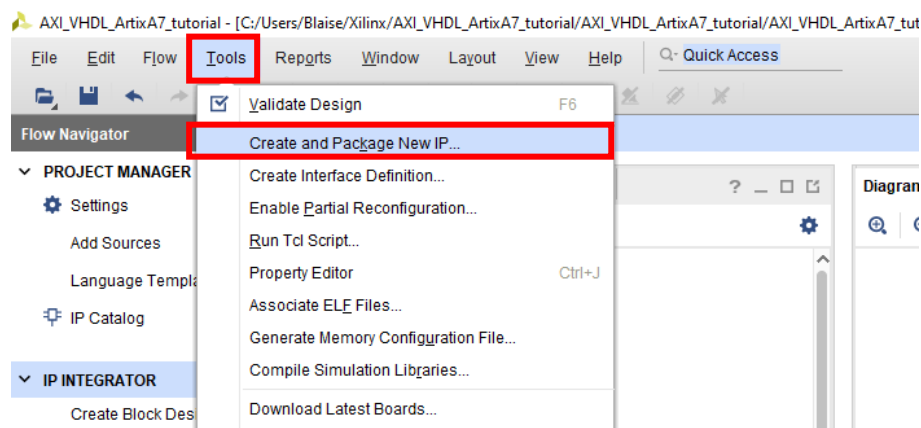 AXI_VHDL_ArtixA7_tutorial - [C:/Users/Blaise/Xilinx/AXI_VHDL_ArtixA7_tutorial/AXI_VHDL_ArtixA7_tutorial/AXI_VHDL_ArtixA7_tut
File Edit Flow Tools Reports Window Layout View Help Q- Quick Access
Validate Design F6
Flow Navigator
Create and Package New IP...
PROJECT MANAGER
Create Interface Definition...
? Diagran
Settings
Enable Partial Reconfiguration...
Add Sources
Run Tcl Script...
Language Templa
Property Editor Ctrl+J
Associate ELF Files...
IP Catalog
Generate Memory Configuration File...
Compile Simulation Libraries...
IP INTEGRATOR
Create Block Des
Download Latest Boards...